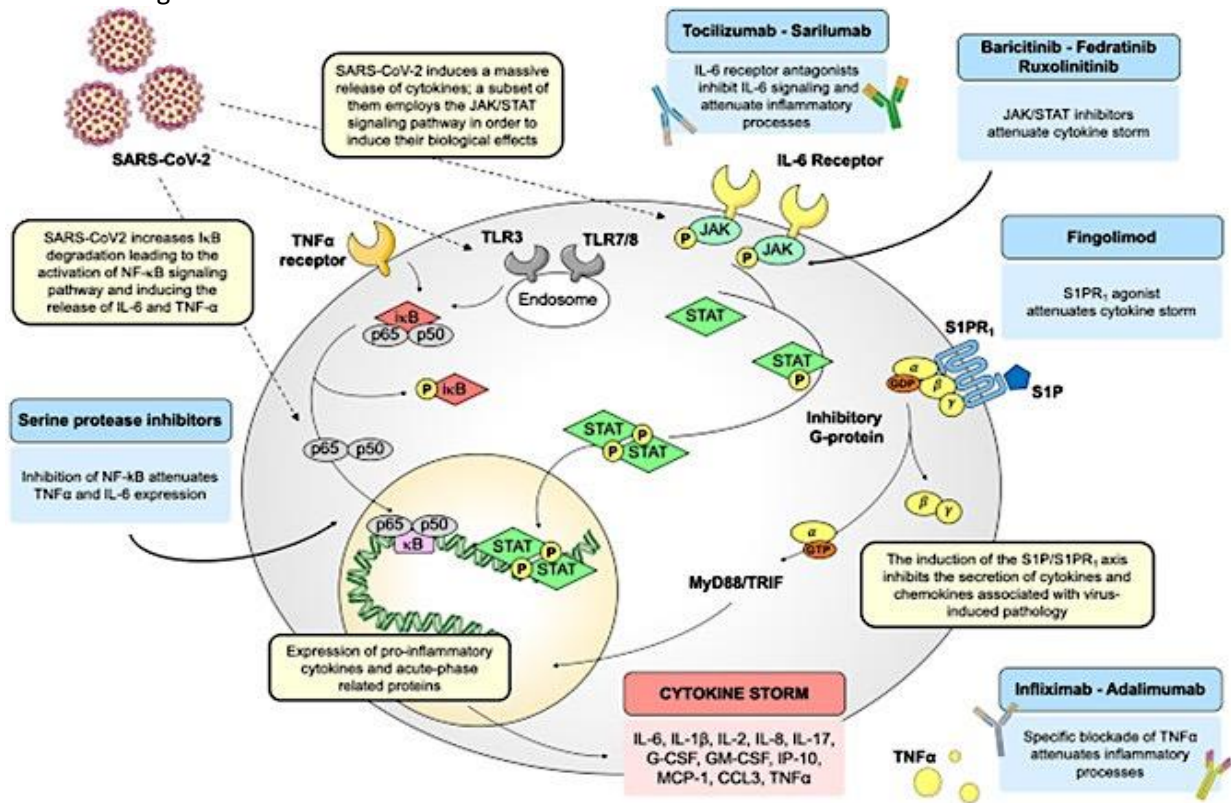 SARS-CoV-2
SARS-CoV-2 induces a massive
release of cytokines; a subset of
them employs the JAK/STAT
signaling pathway in order to
induce their biological effects
Tocilizumab - Sarilumab
IL-6 receptor antagonists
inhibit IL-6 signaling and
attenuate inflammatory
processes
Baricitinib - Fedratinib
Ruxolinitinib
JAK/STAT inhibitors
attenuate cytokine storm
IL-6 Receptor
SARS-CoV2 increases IκB
degradation leading to the
activation of NF-κB signaling
pathway and inducing the
release of IL-6 and TNF-α
TNFα
receptor
TLR3
TLR7/8
Endosome
P
JAK
P
JAK
Fingolimod
S1PR₁ agonist
attenuates cytokine storm
iκB
p65 p50
STAT
S1PR₁
P iκB
STAT
P
α
GDP
β
γ
S1P
Serine protease inhibitors
Inhibition of NF-kB attenuates
TNFα and IL-6 expression
p65 p50
STAT P
P STAT
Inhibitory
G-protein
β γ
p65 p50
κB
STAT P
P STAT
α
GTP
MyD88/TRIF
The induction of the S1P/S1PR₁ axis
inhibits the secretion of cytokines and
chemokines associated with virus-
induced pathology
Expression of pro-inflammatory
cytokines and acute-phase
related proteins
CYTOKINE STORM
IL-6, IL-1β, IL-2, IL-8, IL-17,
G-CSF, GM-CSF, IP-10,
MCP-1, CCL3, TNFα
TNFα
Infliximab - Adalimumab
Specific blockade of TNFα
attenuates inflammatory
processes